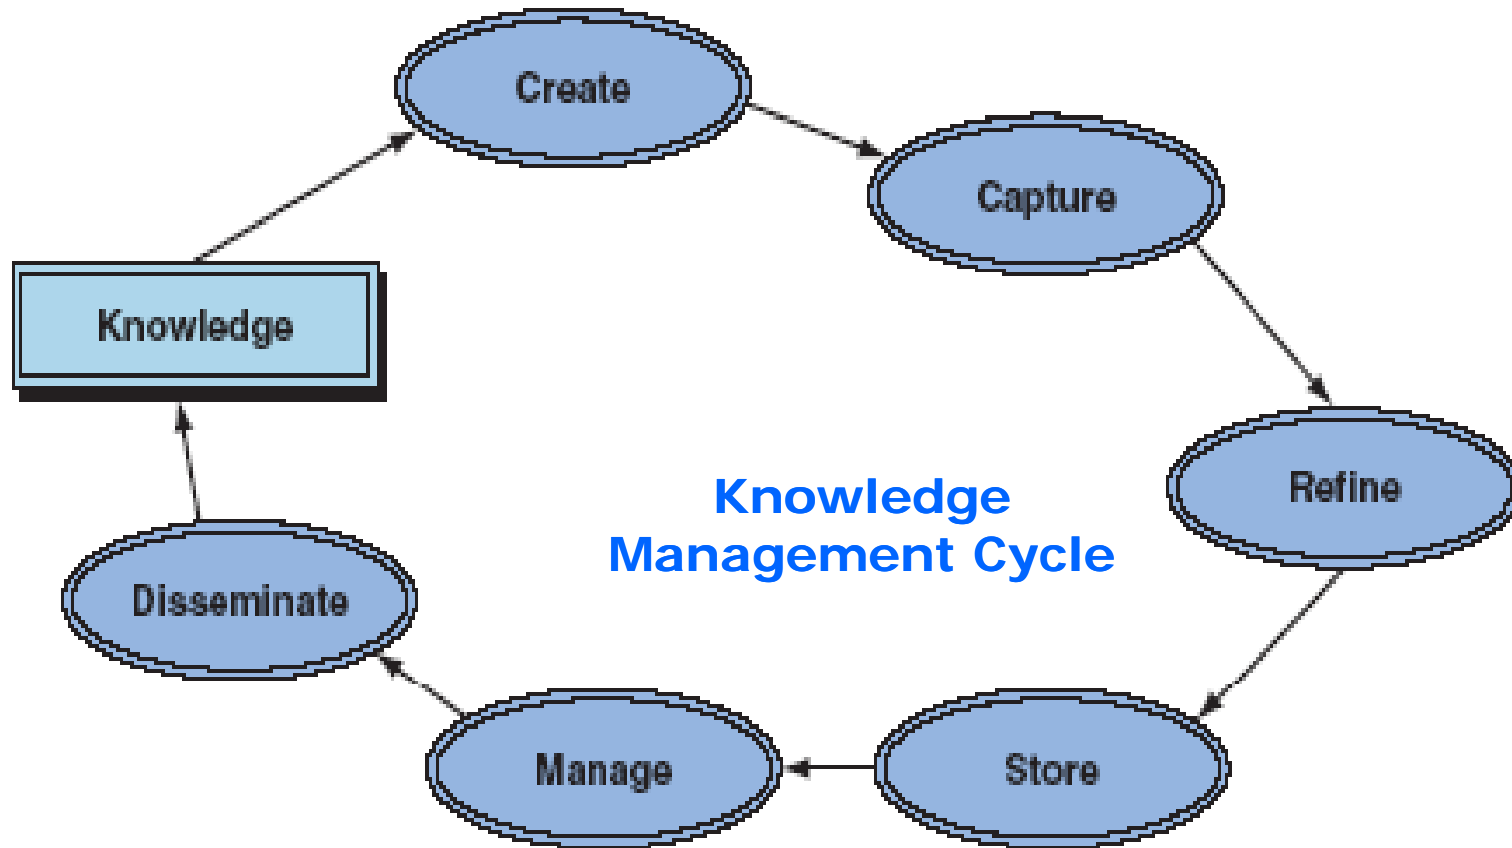 Create
Capture
Knowledge
Refine
Knowledge
Management Cycle
Disseminate
Manage
Store